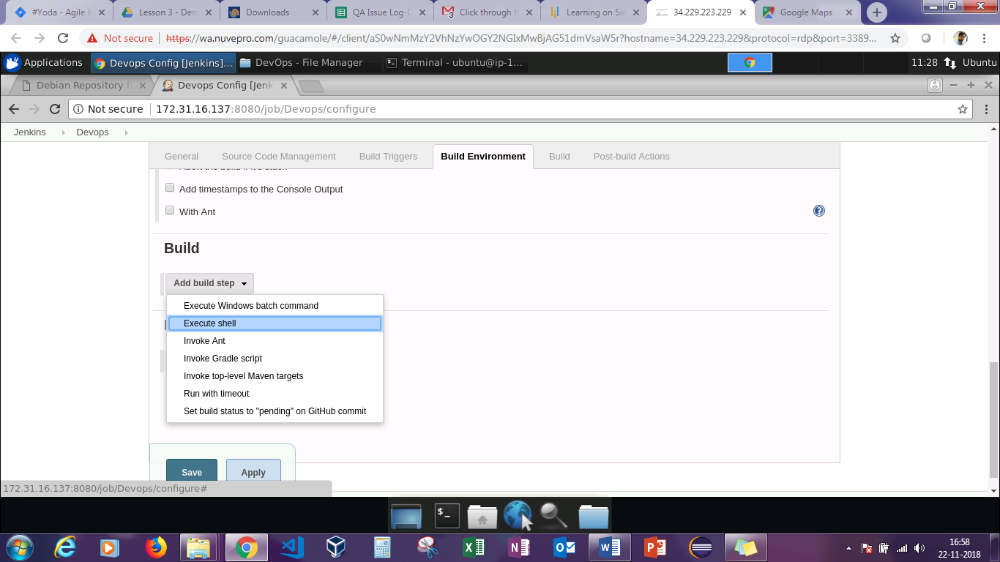 #Yoda - Agile B
Lesson 3 - Dem
Downloads
QA Issue Log-D
Click through f
Learning on Sim
34.229.223.229
Google Maps
Not secure https://wa.nuvepro.com/guacamole/#/client/aS0wNmMzY2VhNzYwOGY2NGIxMwBjAG51dmVsaW5r?hostname=34.229.223.229&protocol=rdp&port=3389...
Applications
Devops Config [Jenkins]...
DevOps - File Manager
Terminal - ubuntu@ip-1...
11:28
Ubuntu
Debian Repository fo
Devops Config [Jenk
Not secure 172.31.16.137:8080/job/Devops/configure
Jenkins
Devops
General
Source Code Management
Build Triggers
Build Environment
Build
Post-build Actions
Abort the build if it's stuck
Add timestamps to the Console Output
With Ant
Build
Add build step
Execute Windows batch command
Execute shell
Invoke Ant
Invoke Gradle script
Invoke top-level Maven targets
Run with timeout
Set build status to "pending" on GitHub commit
Save
Apply
172.31.16.137:8080/job/Devops/configure#
16:58
22-11-2018